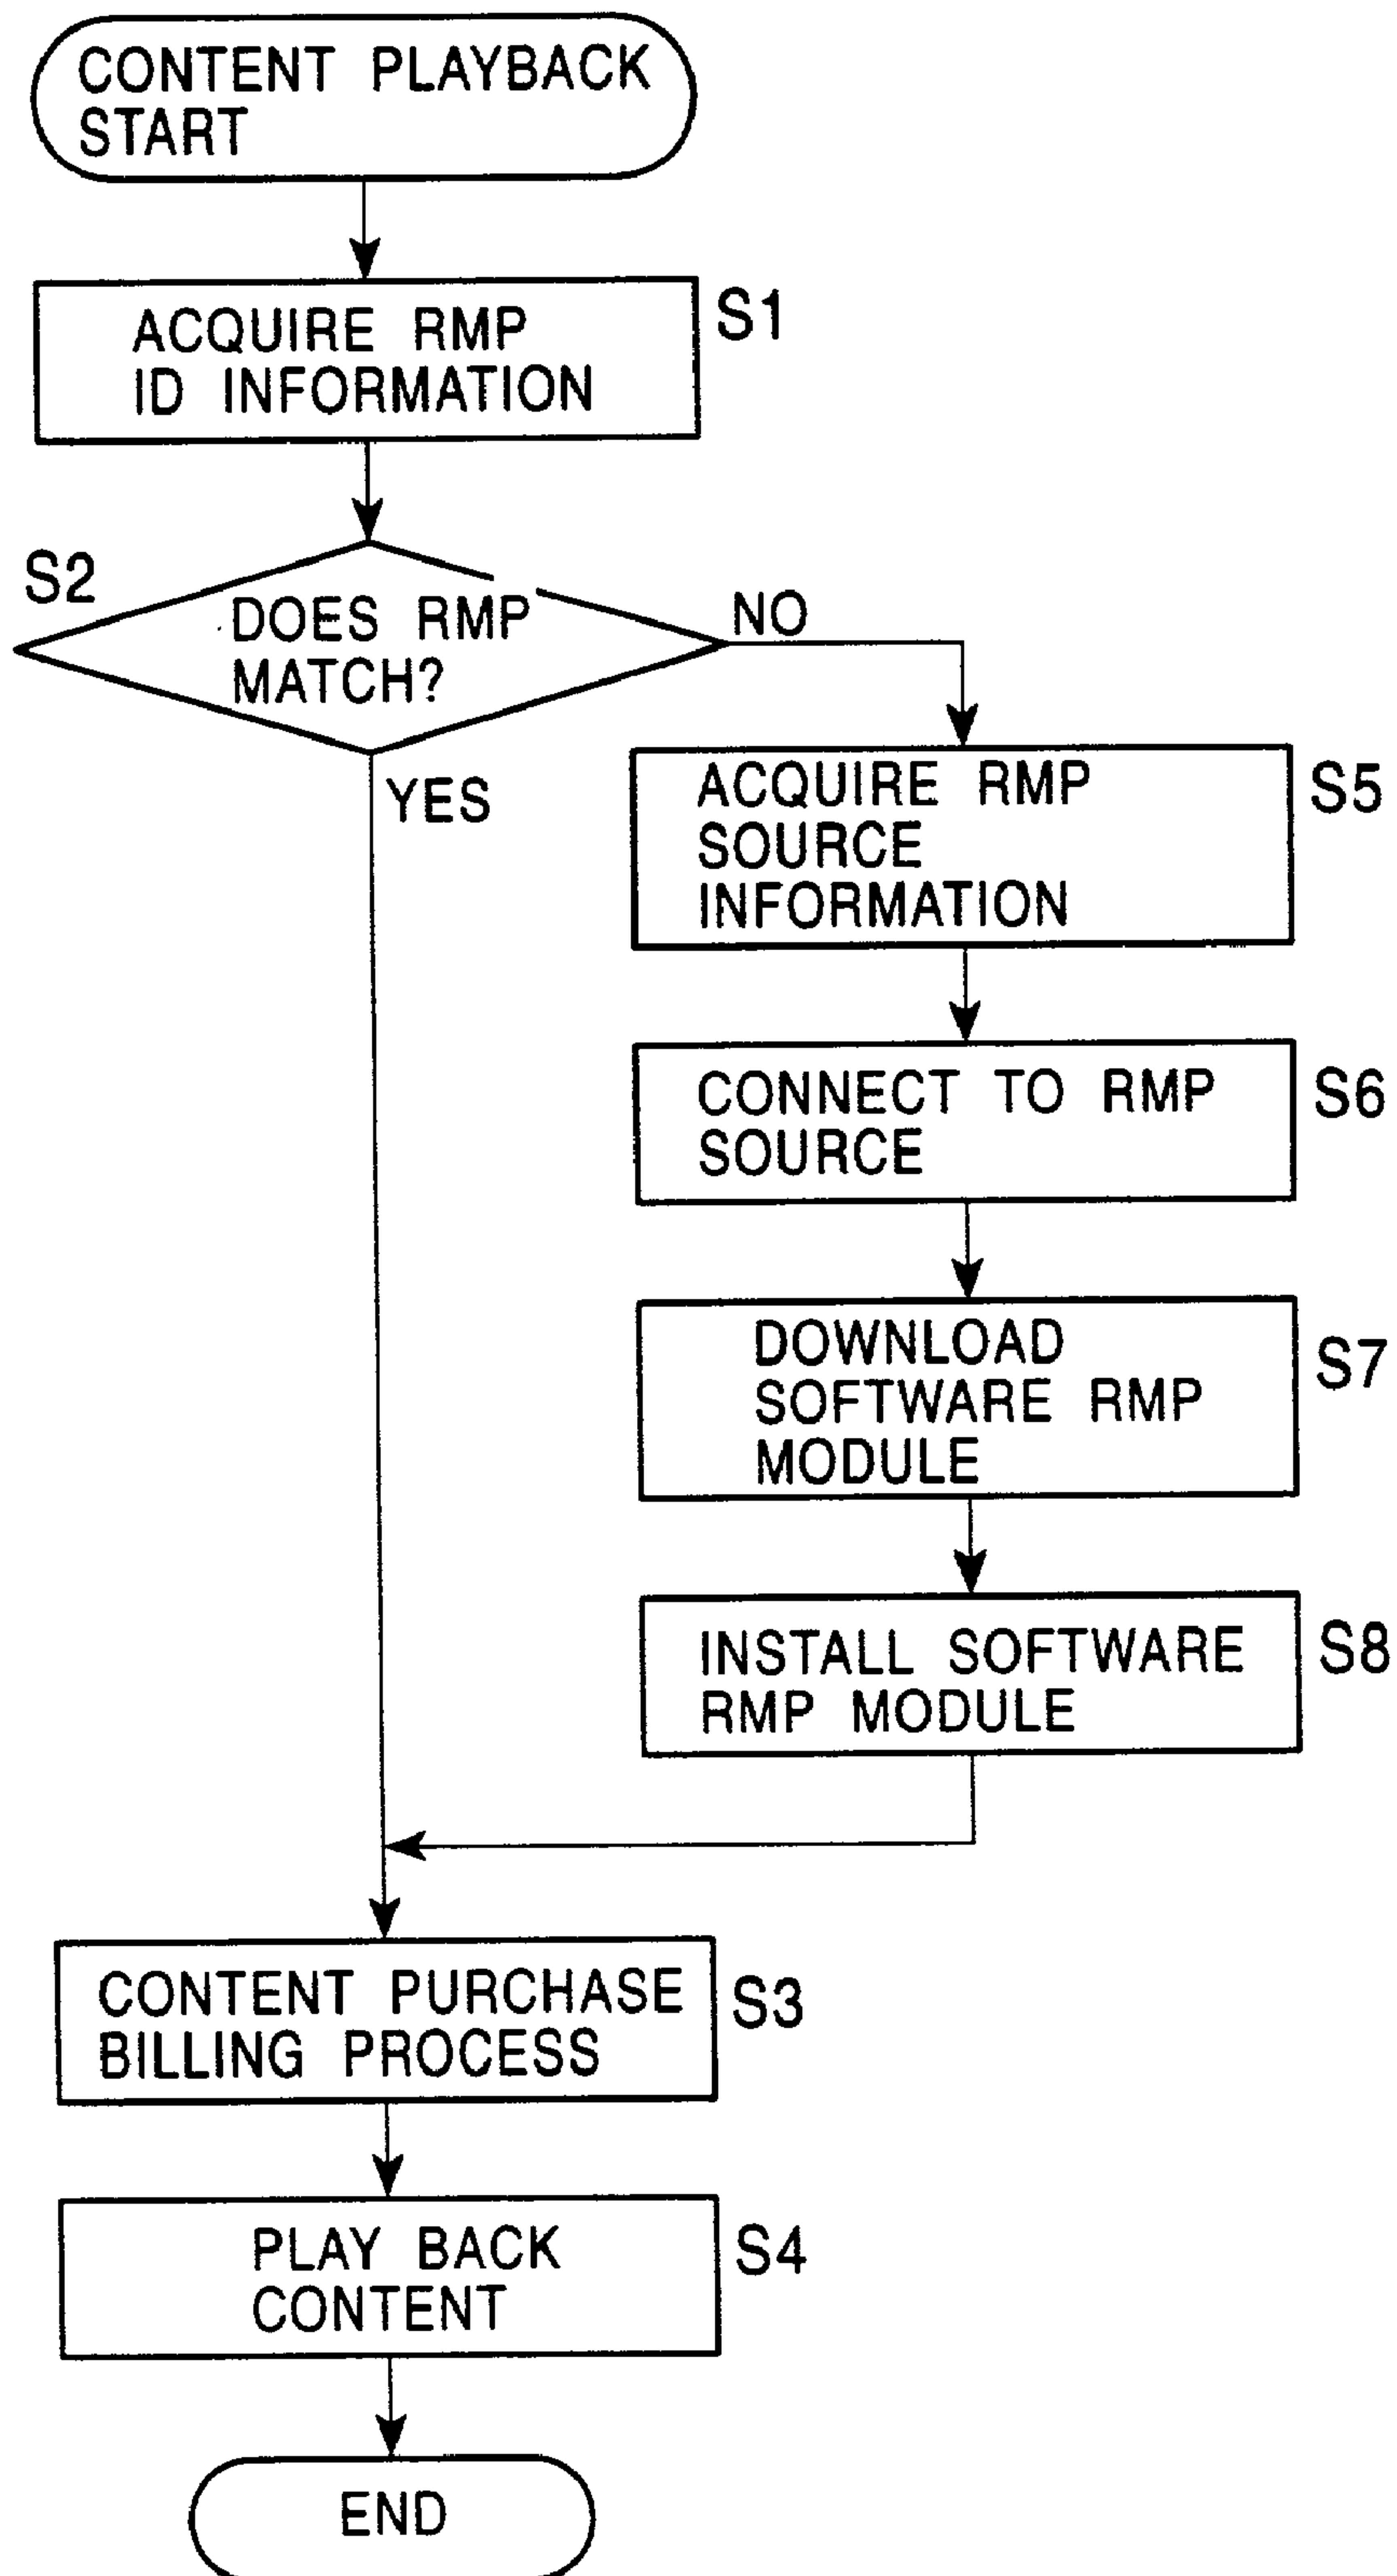 CONTENT PLAYBACK
START
ACQUIRE RMP
ID INFORMATION
S1
S2
DOES RMP
MATCH?
NO
YES
ACQUIRE RMP
SOURCE
INFORMATION
S5
CONNECT TO RMP
SOURCE
S6
DOWNLOAD
SOFTWARE RMP
MODULE
S7
INSTALL SOFTWARE
RMP MODULE
S8
CONTENT PURCHASE
BILLING PROCESS
S3
PLAY BACK
CONTENT
S4
END